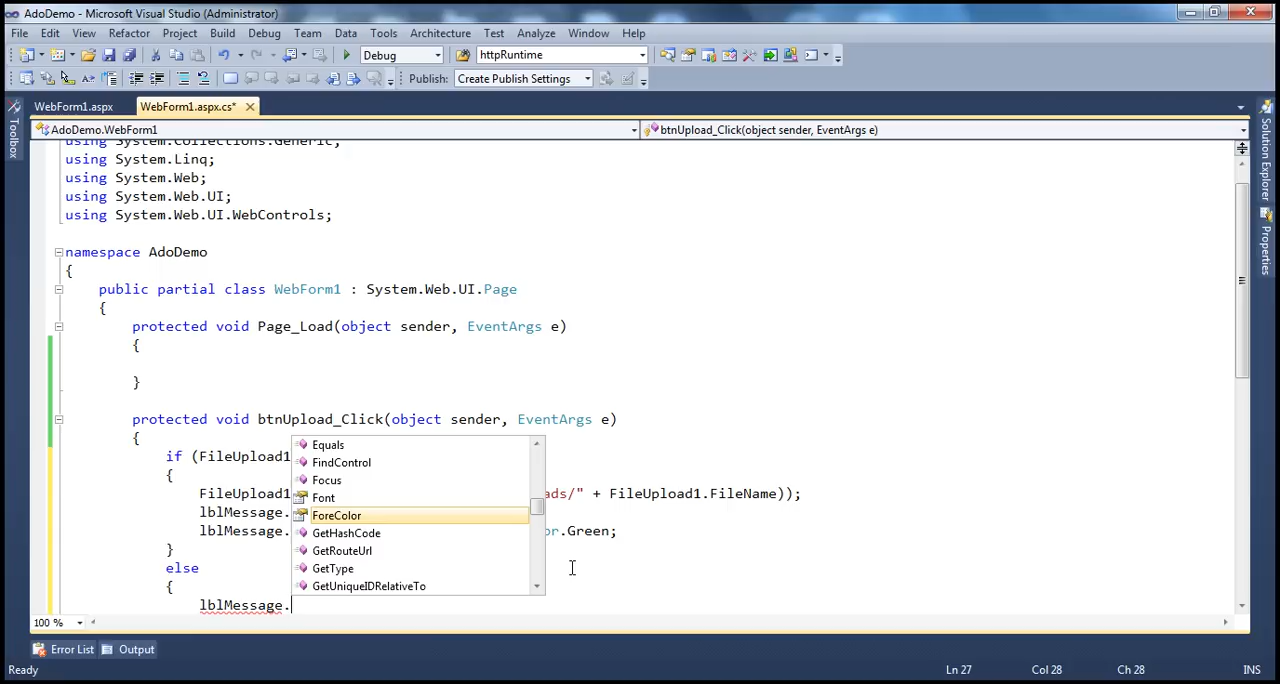 AdoDemo - Microsoft Visual Studio (Administrator)
File Edit View Refactor Project Build Debug Team Data Tools Architecture Test Analyze Window Help
Debug httpRuntime
Publish: Create Publish Settings
WebForm1.aspx WebForm1.aspx.cs*
AdoDemo.WebForm1 btnUpload_Click(object sender, EventArgs e)
Toolbox
Solution Explorer
Properties
using System.Collections.Generic;
using System.Linq;
using System.Web;
using System.Web.UI;
using System.Web.UI.WebControls;
namespace AdoDemo
{
public partial class WebForm1 : System.Web.UI.Page
{
protected void Page_Load(object sender, EventArgs e)
{
}
protected void btnUpload_Click(object sender, EventArgs e)
{
if (FileUpload1
{
FileUpload1 ads/" + FileUpload1.FileName));
lblMessage.
lblMessage. or.Green;
}
else
{
lblMessage.
Equals
FindControl
Focus
Font
ForeColor
GetHashCode
GetRouteUrl
GetType
GetUniqueIDRelativeTo
100 %
Error List Output
Ready Ln 27 Col 28 Ch 28 INS